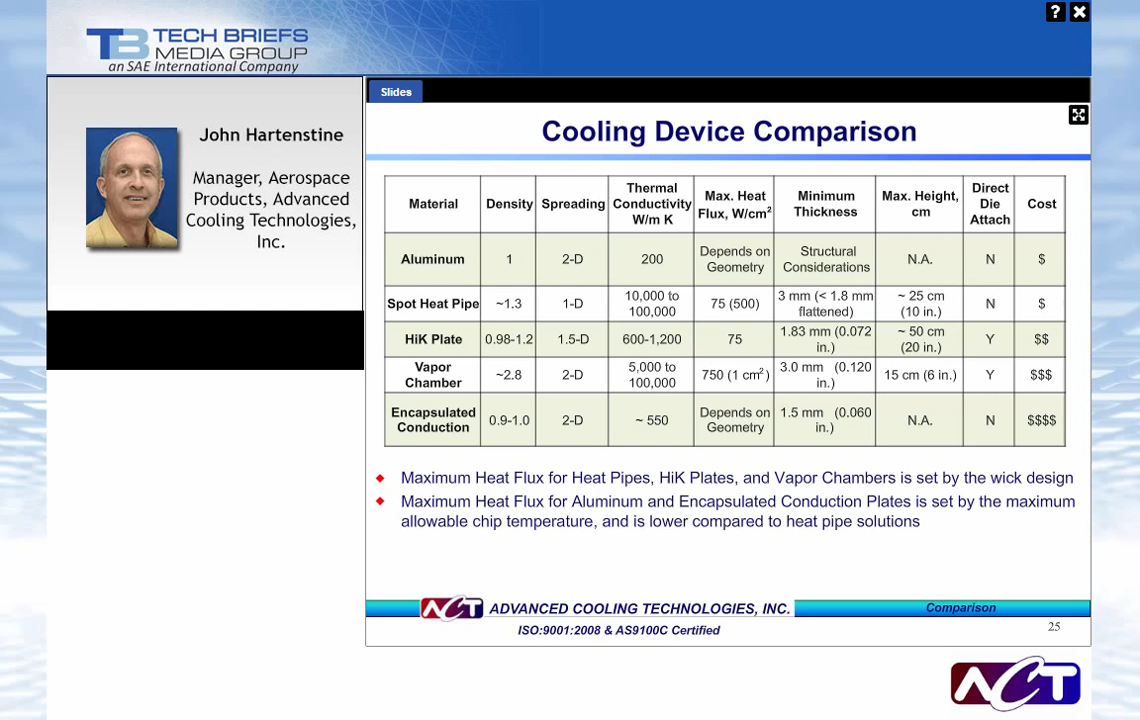 ? ✖
TB TECH BRIEFS
MEDIA GROUP
an SAE International Company
John Hartenstine
Manager, Aerospace
Products, Advanced
Cooling Technologies,
Inc.
Slides
Cooling Device Comparison
Material Density Spreading Thermal Conductivity W/m K Max. Heat Flux, W/cm² Minimum Thickness Max. Height, cm Direct Die Attach Cost
Aluminum 1 2-D 200 Depends on Geometry Structural Considerations N.A. N $
Spot Heat Pipe ~1.3 1-D 10,000 to 100,000 75 (500) 3 mm (< 1.8 mm flattened) ~ 25 cm (10 in.) N $
HiK Plate 0.98-1.2 1.5-D 600-1,200 75 1.83 mm (0.072 in.) ~ 50 cm (20 in.) Y $$
Vapor Chamber ~2.8 2-D 5,000 to 100,000 750 (1 cm²) 3.0 mm (0.120 in.) 15 cm (6 in.) Y $$$
Encapsulated Conduction 0.9-1.0 2-D ~ 550 Depends on Geometry 1.5 mm (0.060 in.) N.A. N $$$$
Maximum Heat Flux for Heat Pipes, HiK Plates, and Vapor Chambers is set by the wick design
Maximum Heat Flux for Aluminum and Encapsulated Conduction Plates is set by the maximum
allowable chip temperature, and is lower compared to heat pipe solutions
ACT ADVANCED COOLING TECHNOLOGIES, INC. Comparison
ISO:9001:2008 & AS9100C Certified 25
ACT